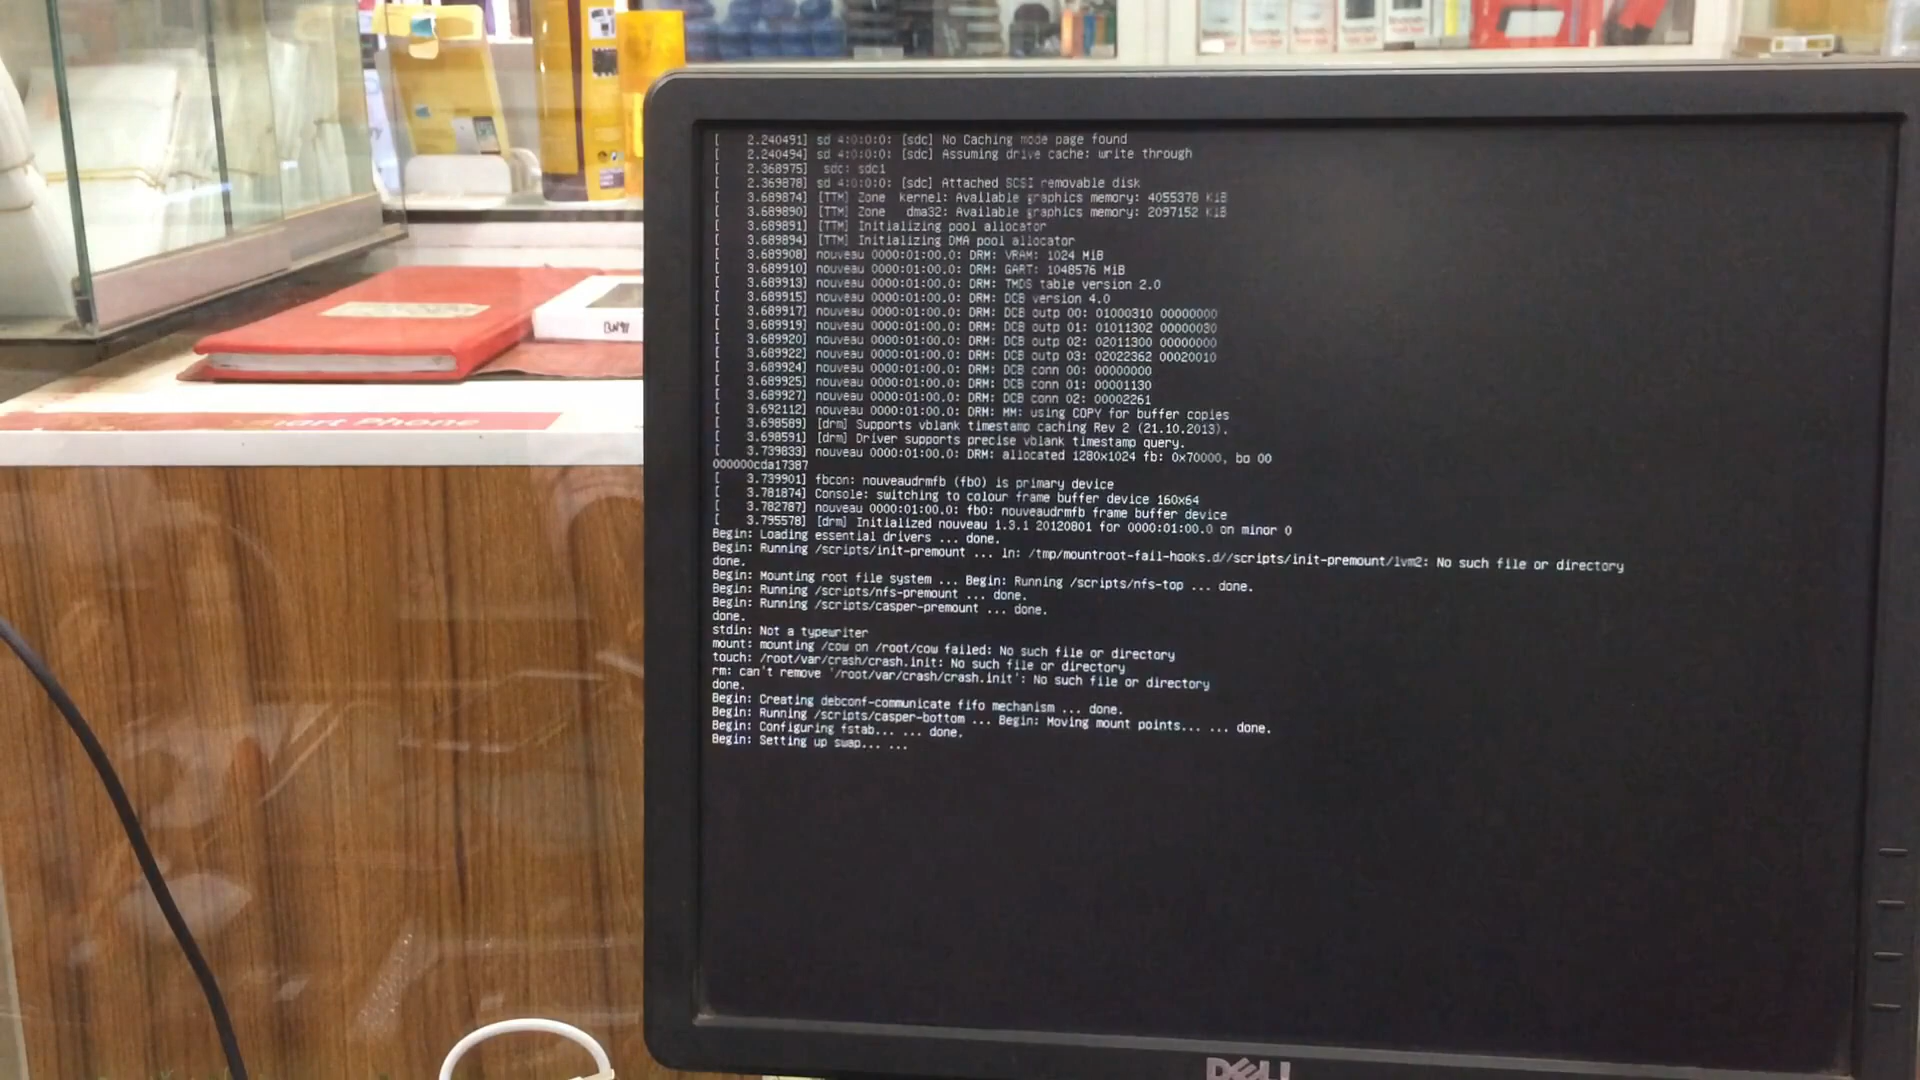 [    2.240491] sd 4:0:0:0: [sdc] No Caching mode page found
[    2.240494] sd 4:0:0:0: [sdc] Assuming drive cache: write through
[    2.368975]  sdc: sdc1
[    2.369878] sd 4:0:0:0: [sdc] Attached SCSI removable disk
[    3.689874] [TTM] Zone  kernel: Available graphics memory: 4055378 KiB
[    3.689890] [TTM] Zone   dma32: Available graphics memory: 2097152 KiB
[    3.689891] [TTM] Initializing pool allocator
[    3.689894] [TTM] Initializing DMA pool allocator
[    3.689908] nouveau 0000:01:00.0: DRM: VRAM: 1024 MiB
[    3.689910] nouveau 0000:01:00.0: DRM: GART: 1048576 MiB
[    3.689913] nouveau 0000:01:00.0: DRM: TMDS table version 2.0
[    3.689915] nouveau 0000:01:00.0: DRM: DCB version 4.0
[    3.689917] nouveau 0000:01:00.0: DRM: DCB outp 00: 01000310 00000000
[    3.689919] nouveau 0000:01:00.0: DRM: DCB outp 01: 01011302 00000030
[    3.689920] nouveau 0000:01:00.0: DRM: DCB outp 02: 02011300 00000000
[    3.689922] nouveau 0000:01:00.0: DRM: DCB outp 03: 02022362 00020010
[    3.689924] nouveau 0000:01:00.0: DRM: DCB conn 00: 00000000
[    3.689925] nouveau 0000:01:00.0: DRM: DCB conn 01: 00001130
[    3.689927] nouveau 0000:01:00.0: DRM: DCB conn 02: 00002261
[    3.692112] nouveau 0000:01:00.0: DRM: MM: using COPY for buffer copies
[    3.698589] [drm] Supports vblank timestamp caching Rev 2 (21.10.2013).
[    3.698591] [drm] Driver supports precise vblank timestamp query.
[    3.739833] nouveau 0000:01:00.0: DRM: allocated 1280x1024 fb: 0x70000, bo 00
000000cda17387
[    3.739901] fbcon: nouveaudrmfb (fb0) is primary device
[    3.781874] Console: switching to colour frame buffer device 160x64
[    3.782787] nouveau 0000:01:00.0: fb0: nouveaudrmfb frame buffer device
[    3.795578] [drm] Initialized nouveau 1.3.1 20120801 for 0000:01:00.0 on minor 0
Begin: Loading essential drivers ... done.
Begin: Running /scripts/init-premount ... ln: /tmp/mountroot-fail-hooks.d//scripts/init-premount/lvm2: No such file or directory
done.
Begin: Mounting root file system ... Begin: Running /scripts/nfs-top ... done.
Begin: Running /scripts/nfs-premount ... done.
Begin: Running /scripts/casper-premount ... done.
done.
stdin: Not a typewriter
mount: mounting /cow on /root/cow failed: No such file or directory
touch: /root/var/crash/crash.init: No such file or directory
rm: can't remove '/root/var/crash/crash.init': No such file or directory
done.
Begin: Creating debconf-communicate fifo mechanism ... done.
Begin: Running /scripts/casper-bottom ... Begin: Moving mount points... ... done.
Begin: Configuring fstab... ... done.
Begin: Setting up swap... ...
Smart Phone
DELL